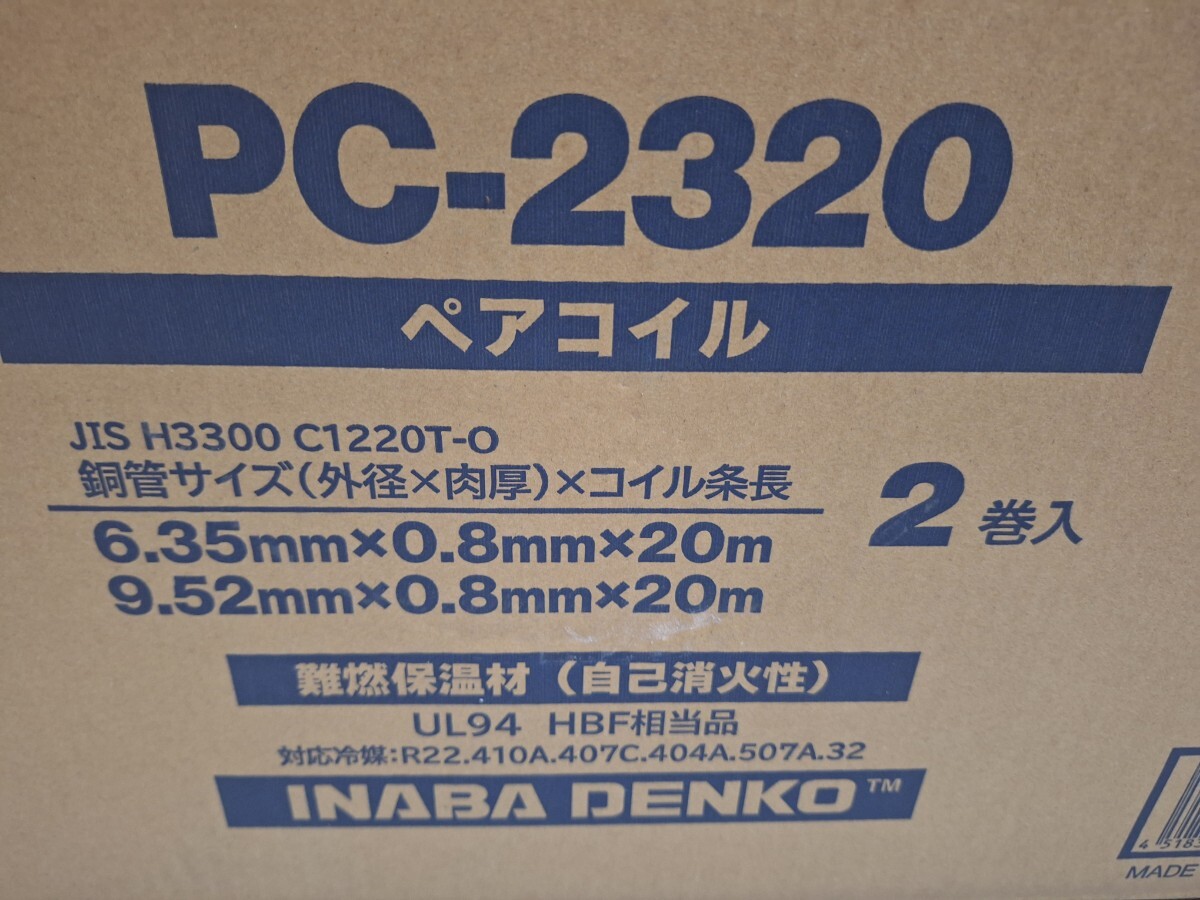 PC-2320
ペアコイル
JIS H3300 C1220T-O
銅管サイズ(外径×肉厚)×コイル条長
6.35mm×0.8mm×20m
9.52mm×0.8mm×20m
2巻入
難燃保温材(自己消火性)
UL94 HBF相当品
対応冷媒:R22.410A.407C.404A.507A.32
INABA DENKO™
4 5183
MADE